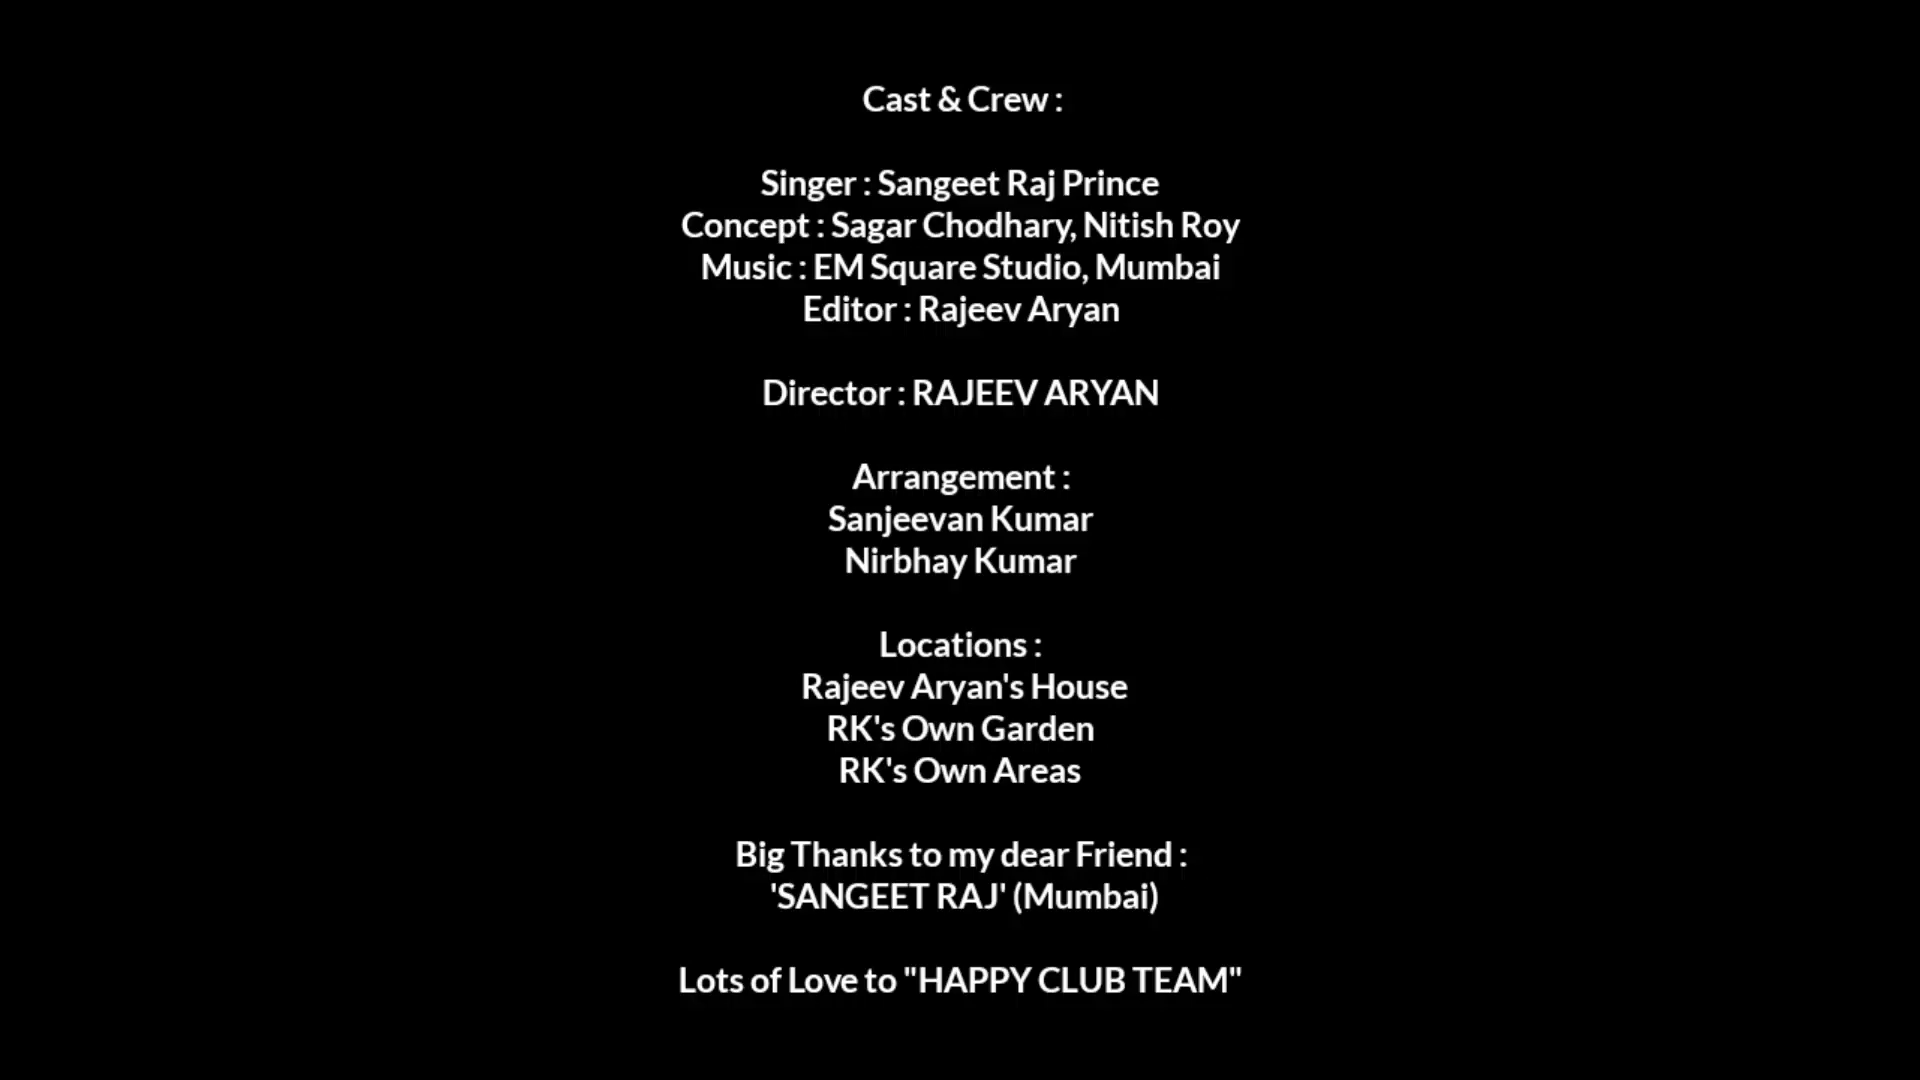 Cast & Crew :
Singer : Sangeet Raj Prince
Concept : Sagar Chodhary, Nitish Roy
Music : EM Square Studio, Mumbai
Editor : Rajeev Aryan
Director : RAJEEV ARYAN
Arrangement :
Sanjeevan Kumar
Nirbhay Kumar
Locations :
Rajeev Aryan's House
RK's Own Garden
RK's Own Areas
Big Thanks to my dear Friend :
'SANGEET RAJ' (Mumbai)
Lots of Love to "HAPPY CLUB TEAM"